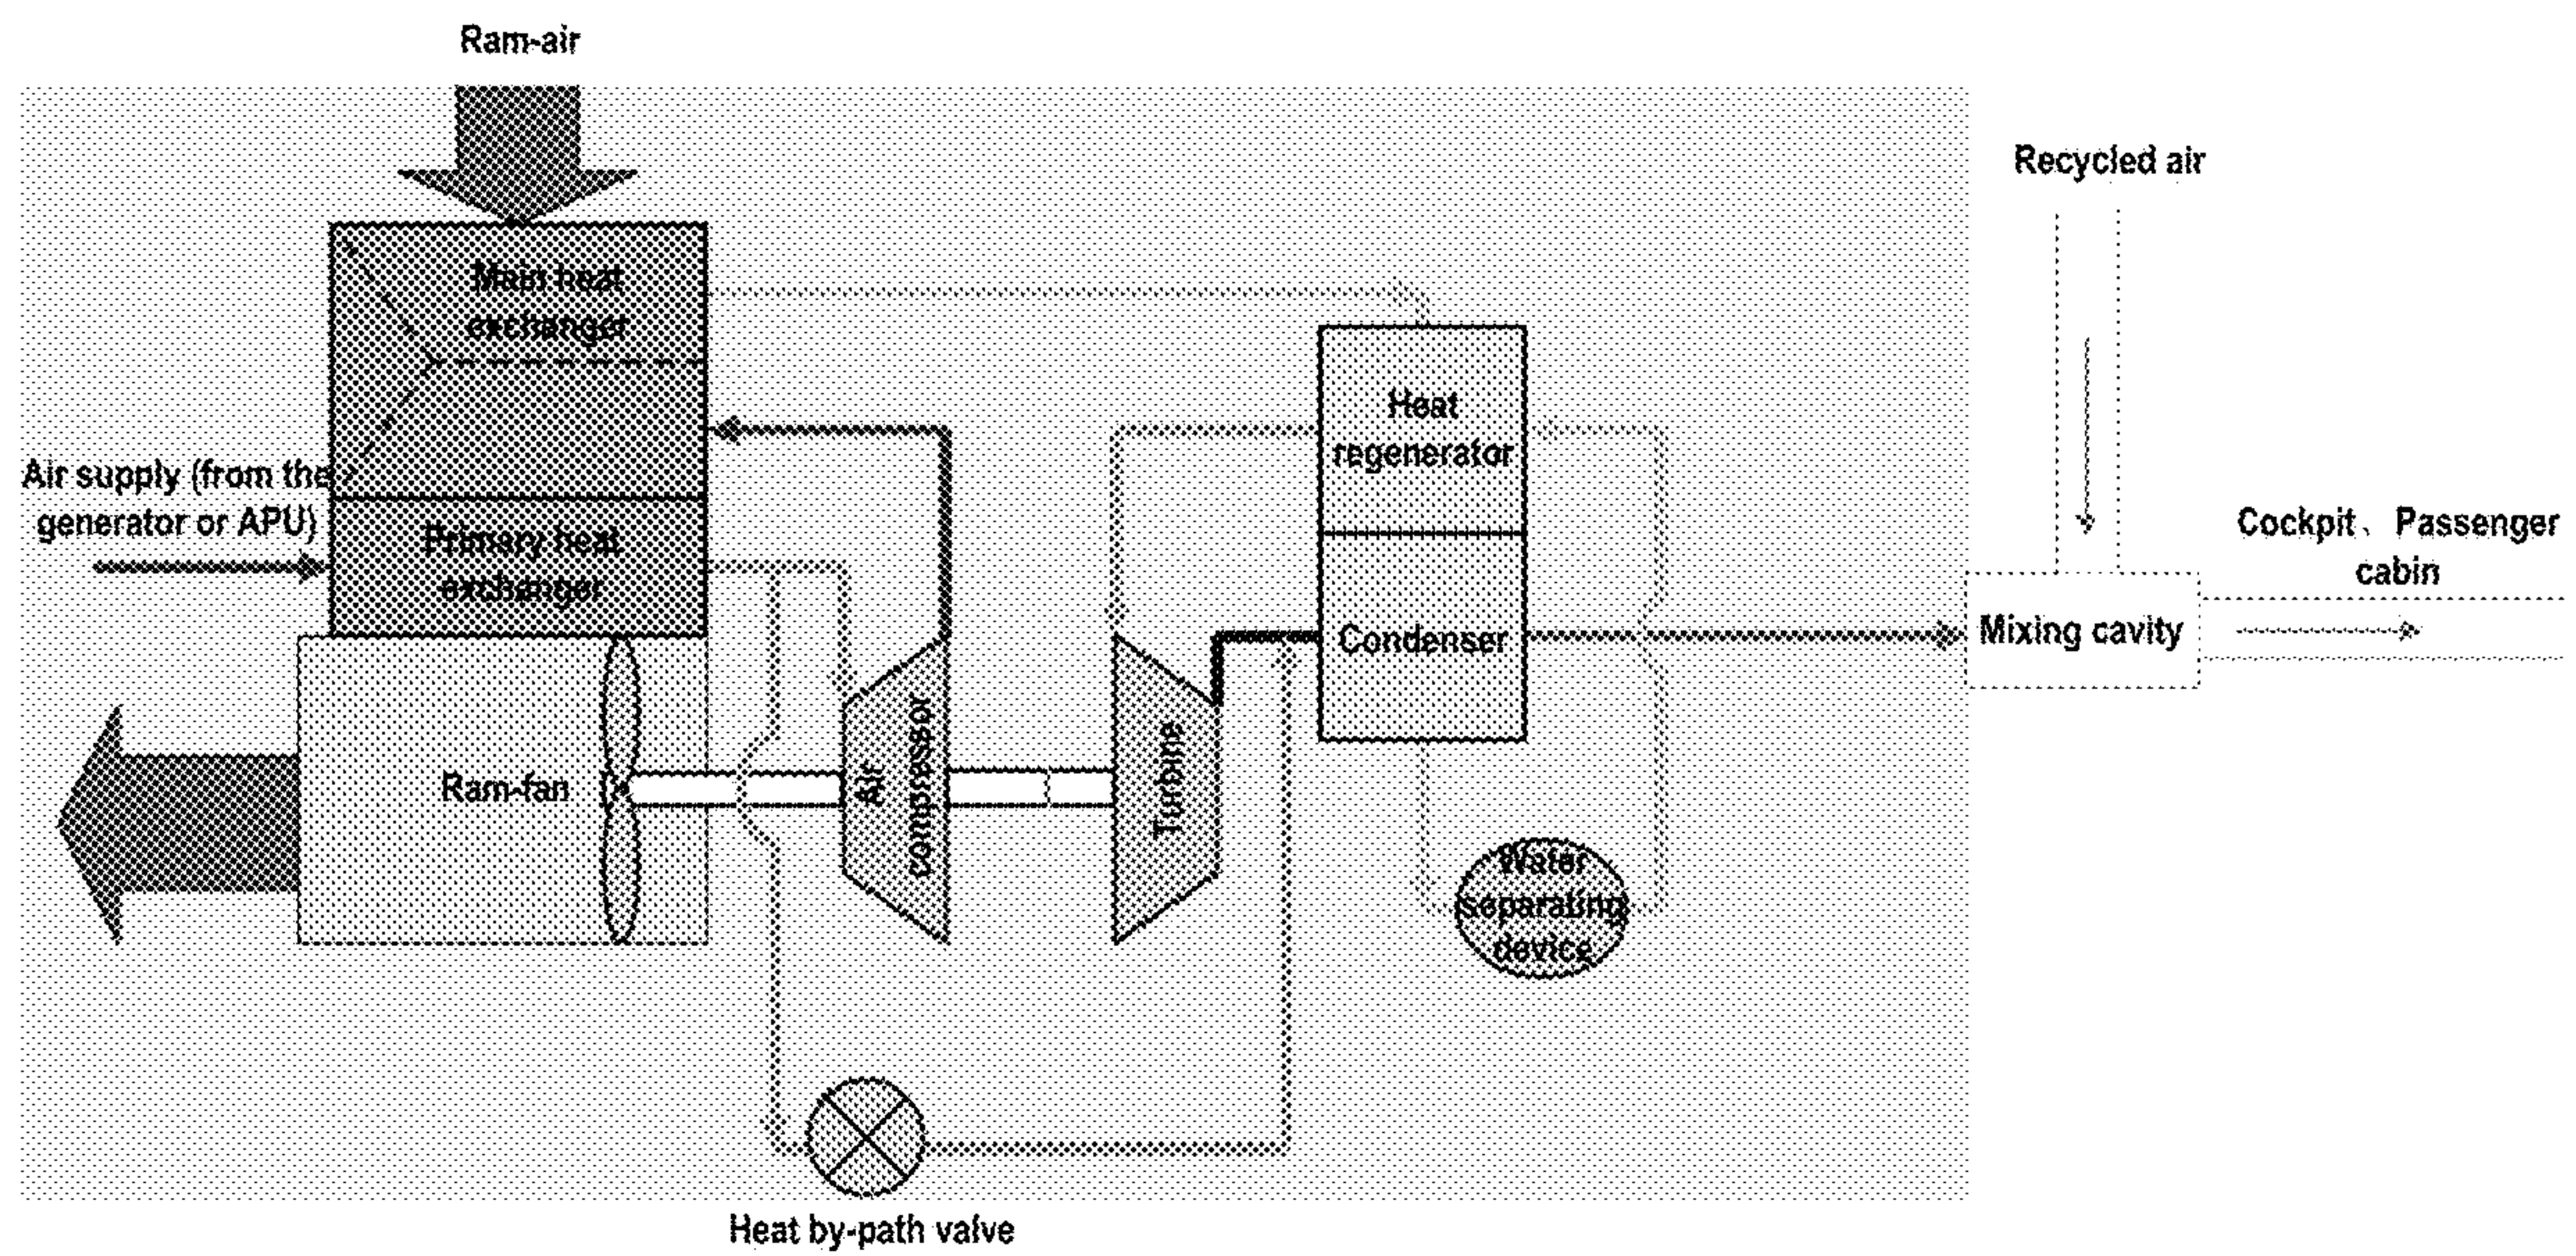 Ram-air
Recycled air
Main heat
exchanger
Heat
regenerator
Air supply (from the
generator or APU)
Primary heat
exchanger
Cockpit、 Passenger
cabin
Mixing cavity
Condenser
Ram-fan
Air
compressor
Turbine
Water
separating
device
Heat by-path valve